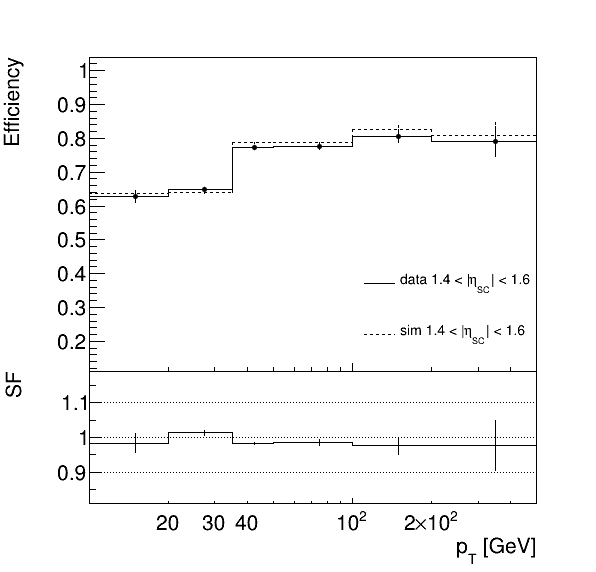 Efficiency
1
0.9
0.8
0.7
0.6
0.5
0.4
0.3
0.2
data 1.4 < |η_SC| < 1.6
sim 1.4 < |η_SC| < 1.6
SF
1.1
1
0.9
20 30 40 10² 2×10²
p_T [GeV]